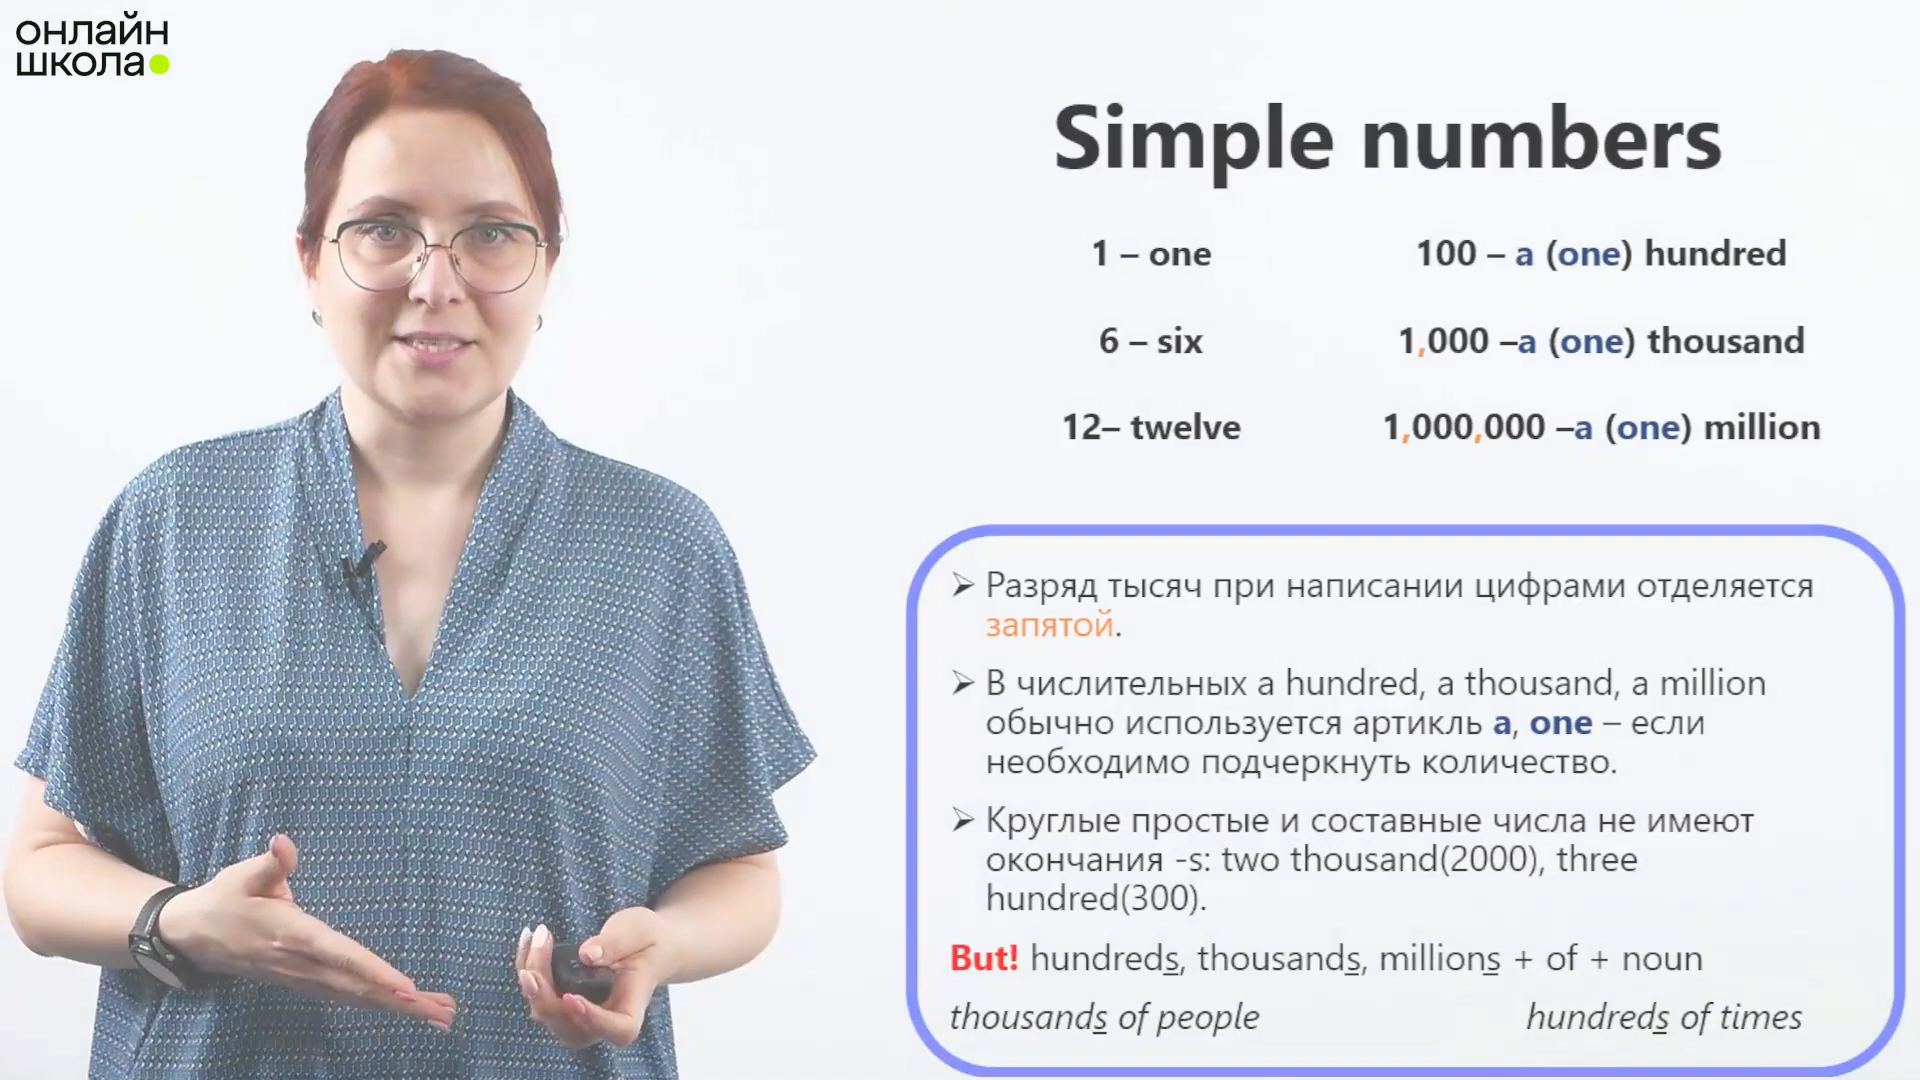 онлайн
школа
Simple numbers
1 – one
100 – a (one) hundred
6 – six
1,000 –a (one) thousand
12– twelve
1,000,000 –a (one) million
➢ Разряд тысяч при написании цифрами отделяется
запятой.
➢ В числительных a hundred, a thousand, a million
обычно используется артикль a, one – если
необходимо подчеркнуть количество.
➢ Круглые простые и составные числа не имеют
окончания -s: two thousand(2000), three
hundred(300).
But! hundreds, thousands, millions + of + noun
thousands of people
hundreds of times